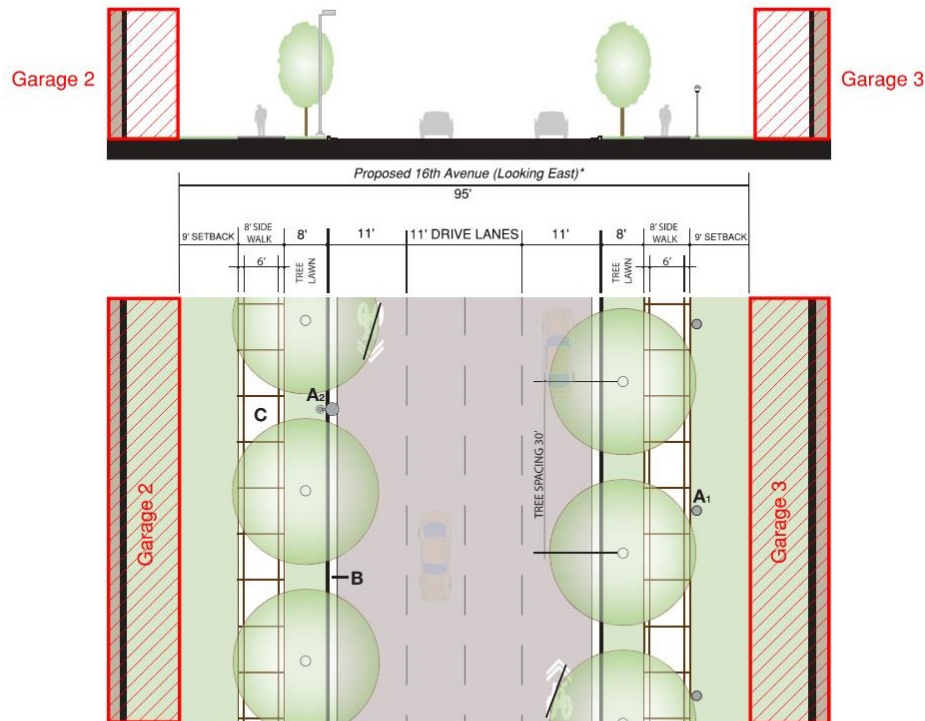 Garage 2
Garage 3
Proposed 16th Avenue (Looking East)*
95'
9' SETBACK
8' SIDE
WALK
8'
11'
11' DRIVE LANES
11'
8'
8' SIDE
WALK
9' SETBACK
6'
TREE
LAWN
TREE
LAWN
6'
A2
C
TREE SPACING 30'
A1
Garage 2
Garage 3
B